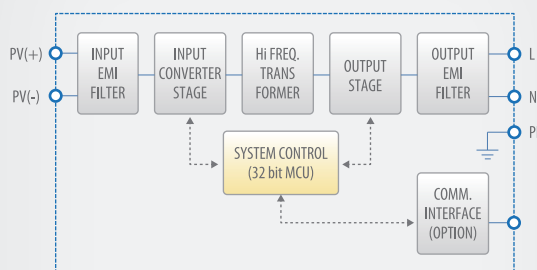 PV(+)
PV(-)
INPUT
EMI
FILTER
INPUT
CONVERTER
STAGE
Hi FREQ.
TRANS
FORMER
OUTPUT
STAGE
OUTPUT
EMI
FILTER
L
N
SYSTEM CONTROL
(32 bit MCU)
COMM.
INTERFACE
(OPTION)